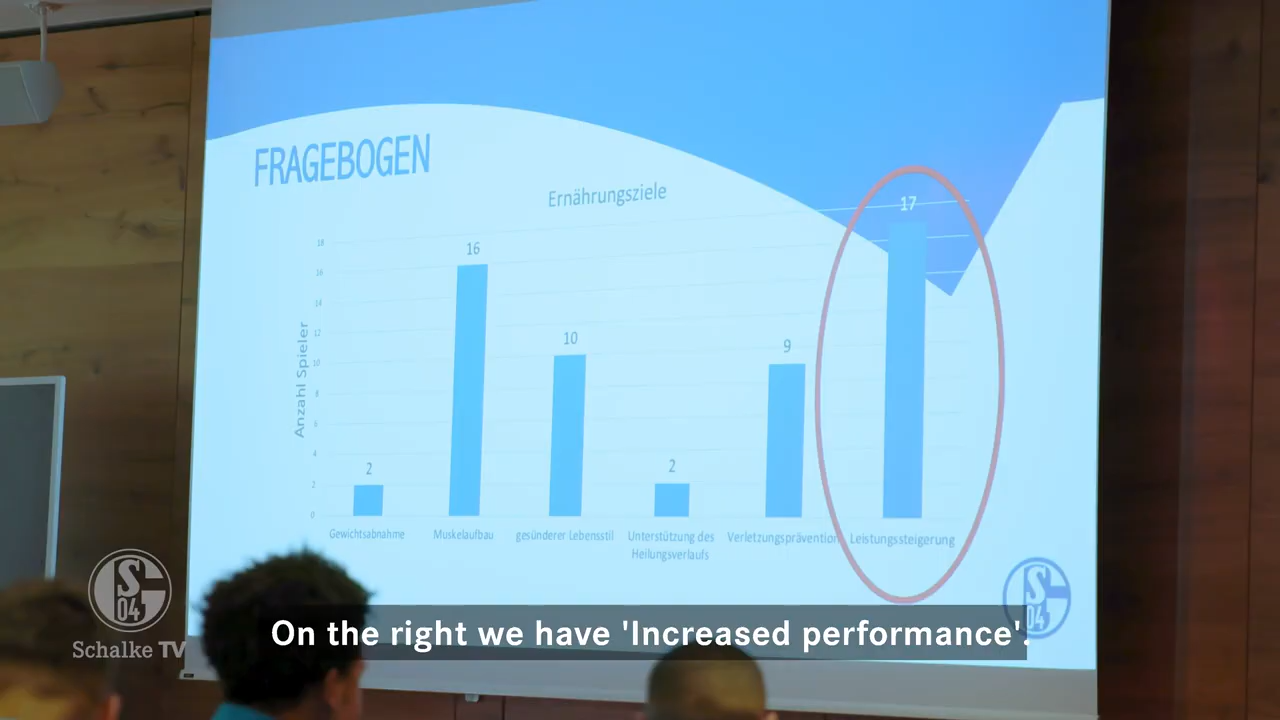 FRAGEBOGEN
Ernährungsziele
Anzahl Spieler
18
16
14
12
10
8
6
4
2
0
2
16
10
2
9
17
Gewichtsabnahme
Muskelaufbau
gesünderer Lebensstil
Unterstützung des
Heilungsverlaufs
Verletzungsprävention
Leistungssteigerung
S 04
Schalke TV
S 04
On the right we have 'Increased performance'.